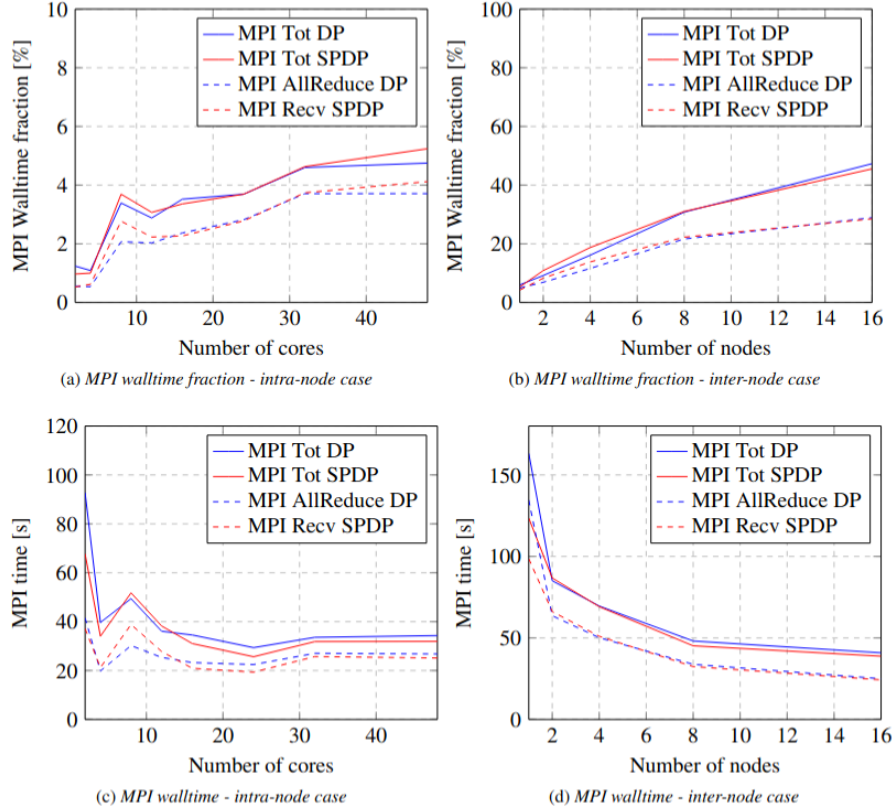 10
8
6
4
2
0
MPI Walltime fraction [%]
MPI Tot DP
MPI Tot SPDP
MPI AllReduce DP
MPI Recv SPDP
10 20 30 40
Number of cores
(a) MPI walltime fraction - intra-node case
100
80
60
40
20
0
MPI Walltime fraction [%]
MPI Tot DP
MPI Tot SPDP
MPI AllReduce DP
MPI Recv SPDP
2 4 6 8 10 12 14 16
Number of nodes
(b) MPI walltime fraction - inter-node case
120
100
80
60
40
20
0
MPI time [s]
MPI Tot DP
MPI Tot SPDP
MPI AllReduce DP
MPI Recv SPDP
10 20 30 40
Number of cores
(c) MPI walltime - intra-node case
150
100
50
0
MPI time [s]
MPI Tot DP
MPI Tot SPDP
MPI AllReduce DP
MPI Recv SPDP
2 4 6 8 10 12 14 16
Number of nodes
(d) MPI walltime - inter-node case